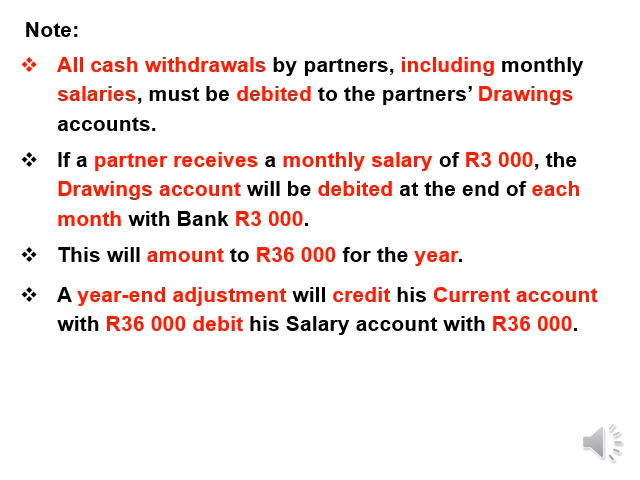 Note:
❖ All cash withdrawals by partners, including monthly
salaries, must be debited to the partners’ Drawings
accounts.
❖ If a partner receives a monthly salary of R3 000, the
Drawings account will be debited at the end of each
month with Bank R3 000.
❖ This will amount to R36 000 for the year.
❖ A year-end adjustment will credit his Current account
with R36 000 debit his Salary account with R36 000.